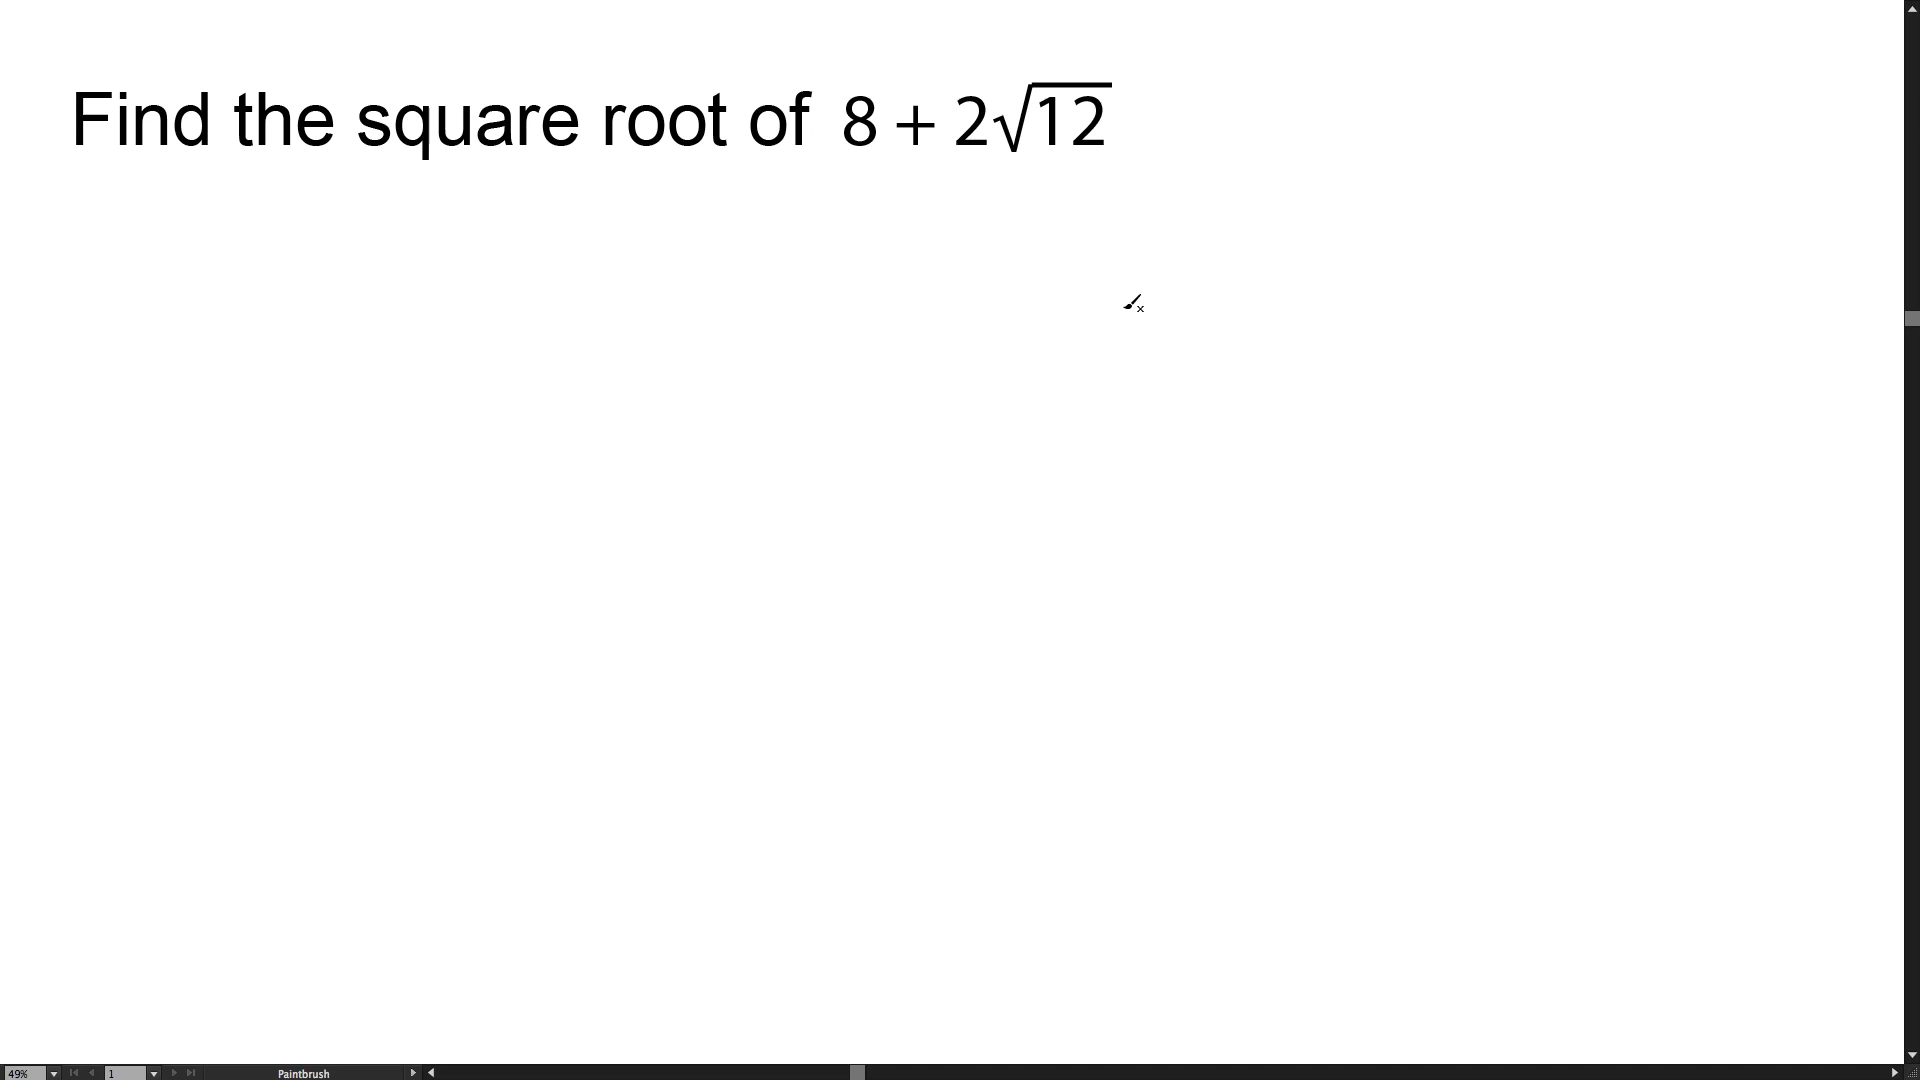 Find the square root of 8 + 2√12
49% 1 Paintbrush